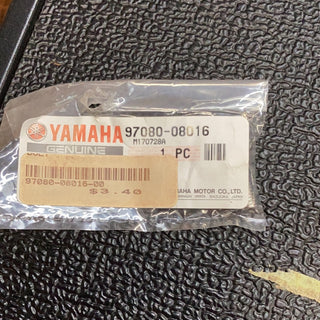 YAMAHA 97080-08016
GENUINE M170728A
1 PC
97080-08016-00
$3.40
YAMAHA MOTOR CO.,LTD.